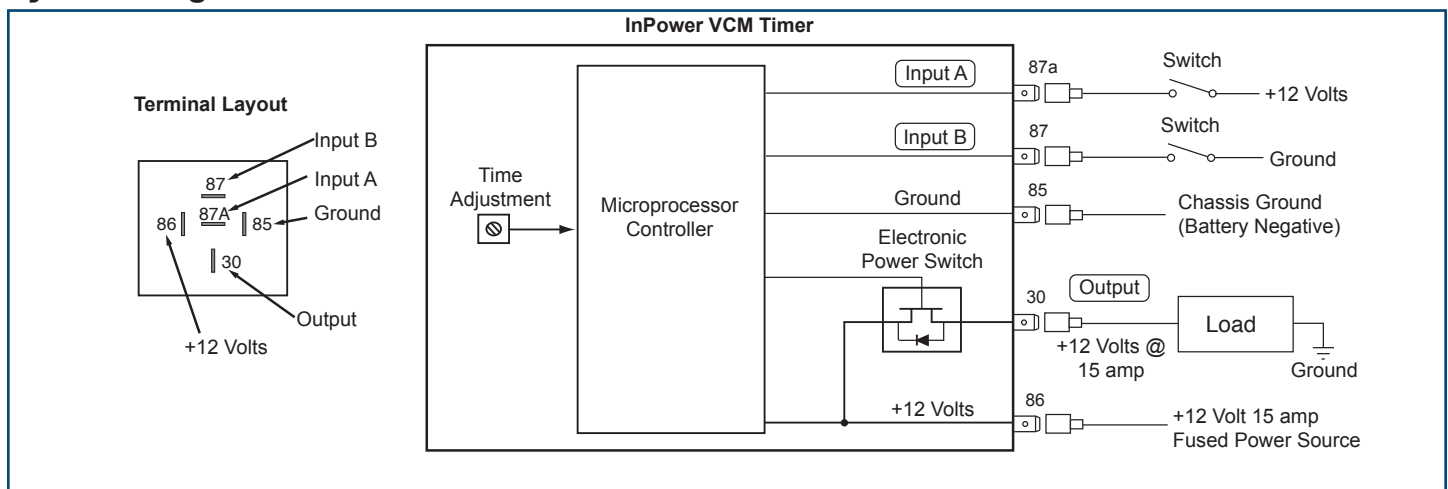 InPower VCM Timer
Terminal Layout
Input B
Input A
Ground
87
87A
86
85
30
Output
+12 Volts
Time
Adjustment
Microprocessor
Controller
Input A
87a
Switch
+12 Volts
Input B
87
Switch
Ground
Ground
85
Chassis Ground
(Battery Negative)
Electronic
Power Switch
30
Output
+12 Volts @
15 amp
Load
Ground
+12 Volts
86
+12 Volt 15 amp
Fused Power Source